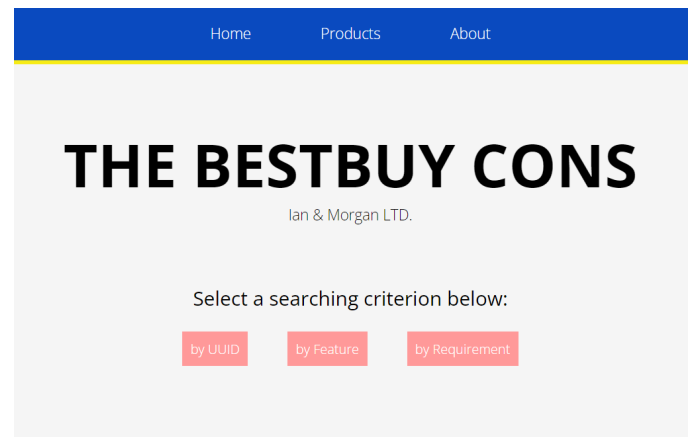 Home Products About
THE BESTBUY CONS
Ian & Morgan LTD.
Select a searching criterion below:
by UUID by Feature by Requirement